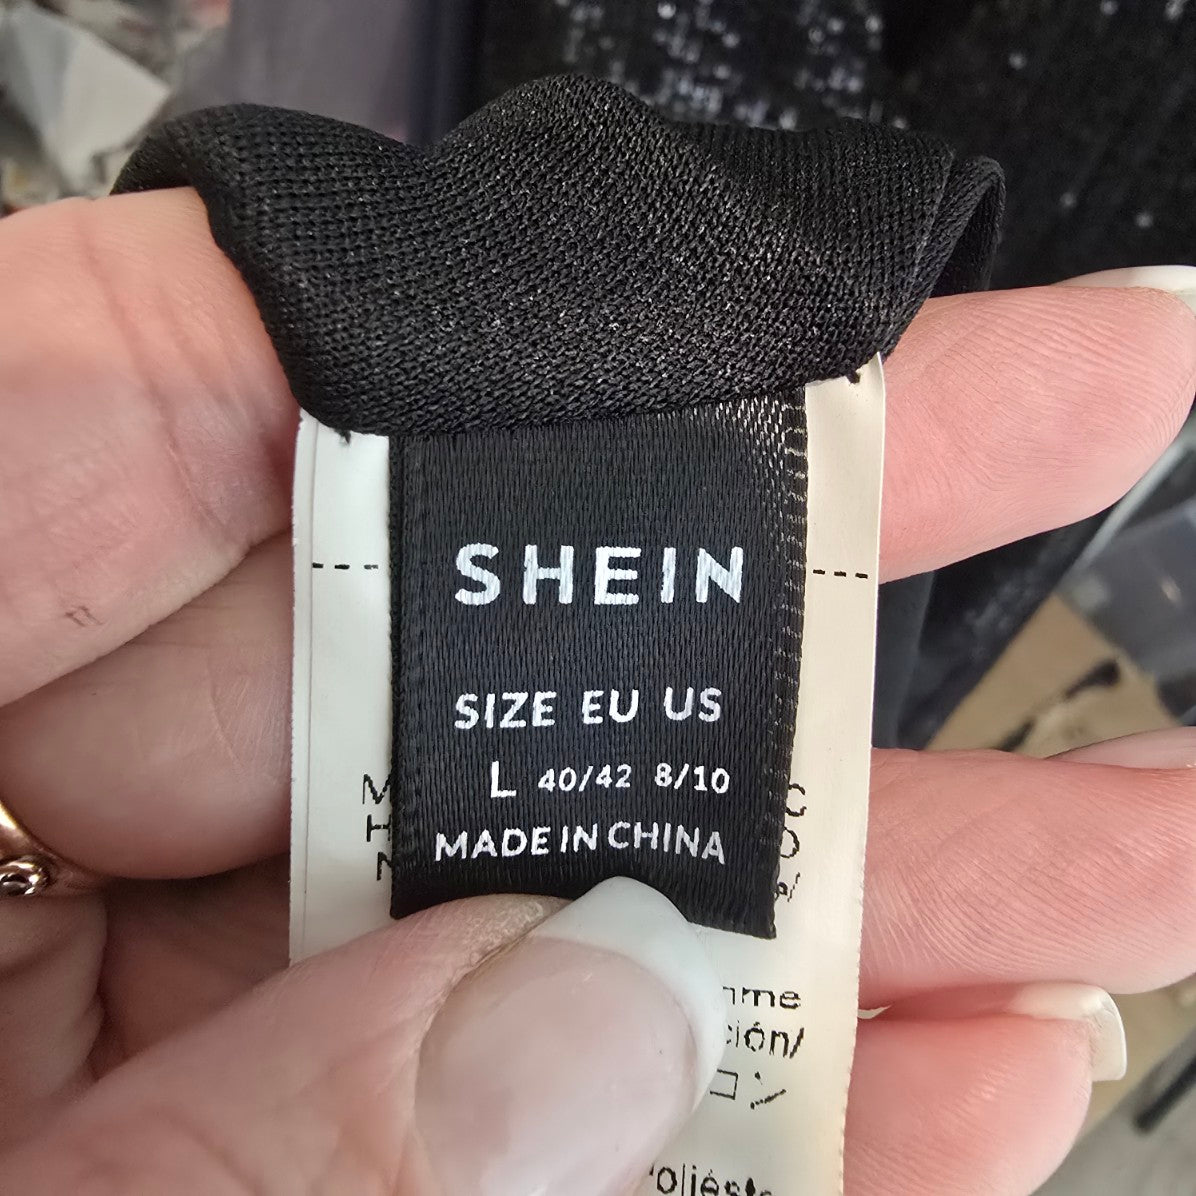 SHEIN
SIZE EU US
L 40/42 8/10
MADE IN CHINA